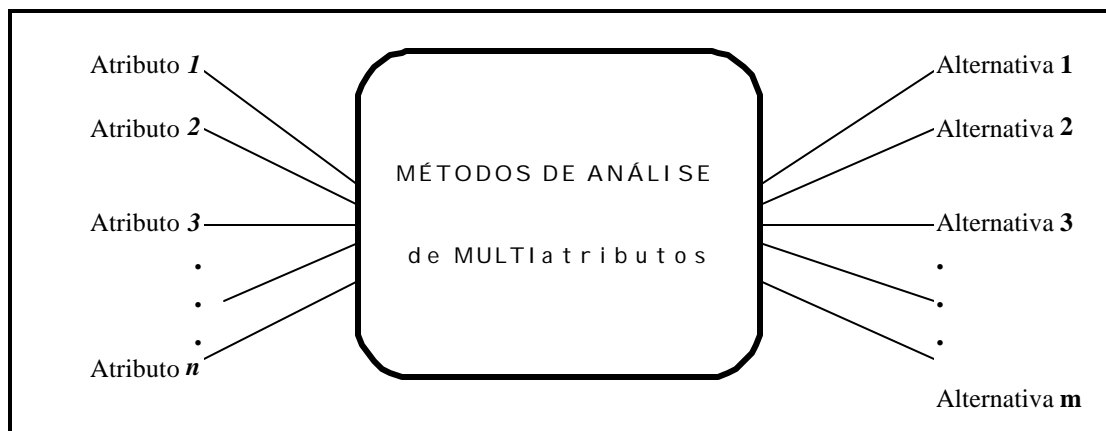 Atributo 1
Atributo 2
Atributo 3
.
.
.
Atributo n
MÉTODOS DE ANÁLISE
de MULTIatributos
Alternativa 1
Alternativa 2
Alternativa 3
.
.
.
Alternativa m